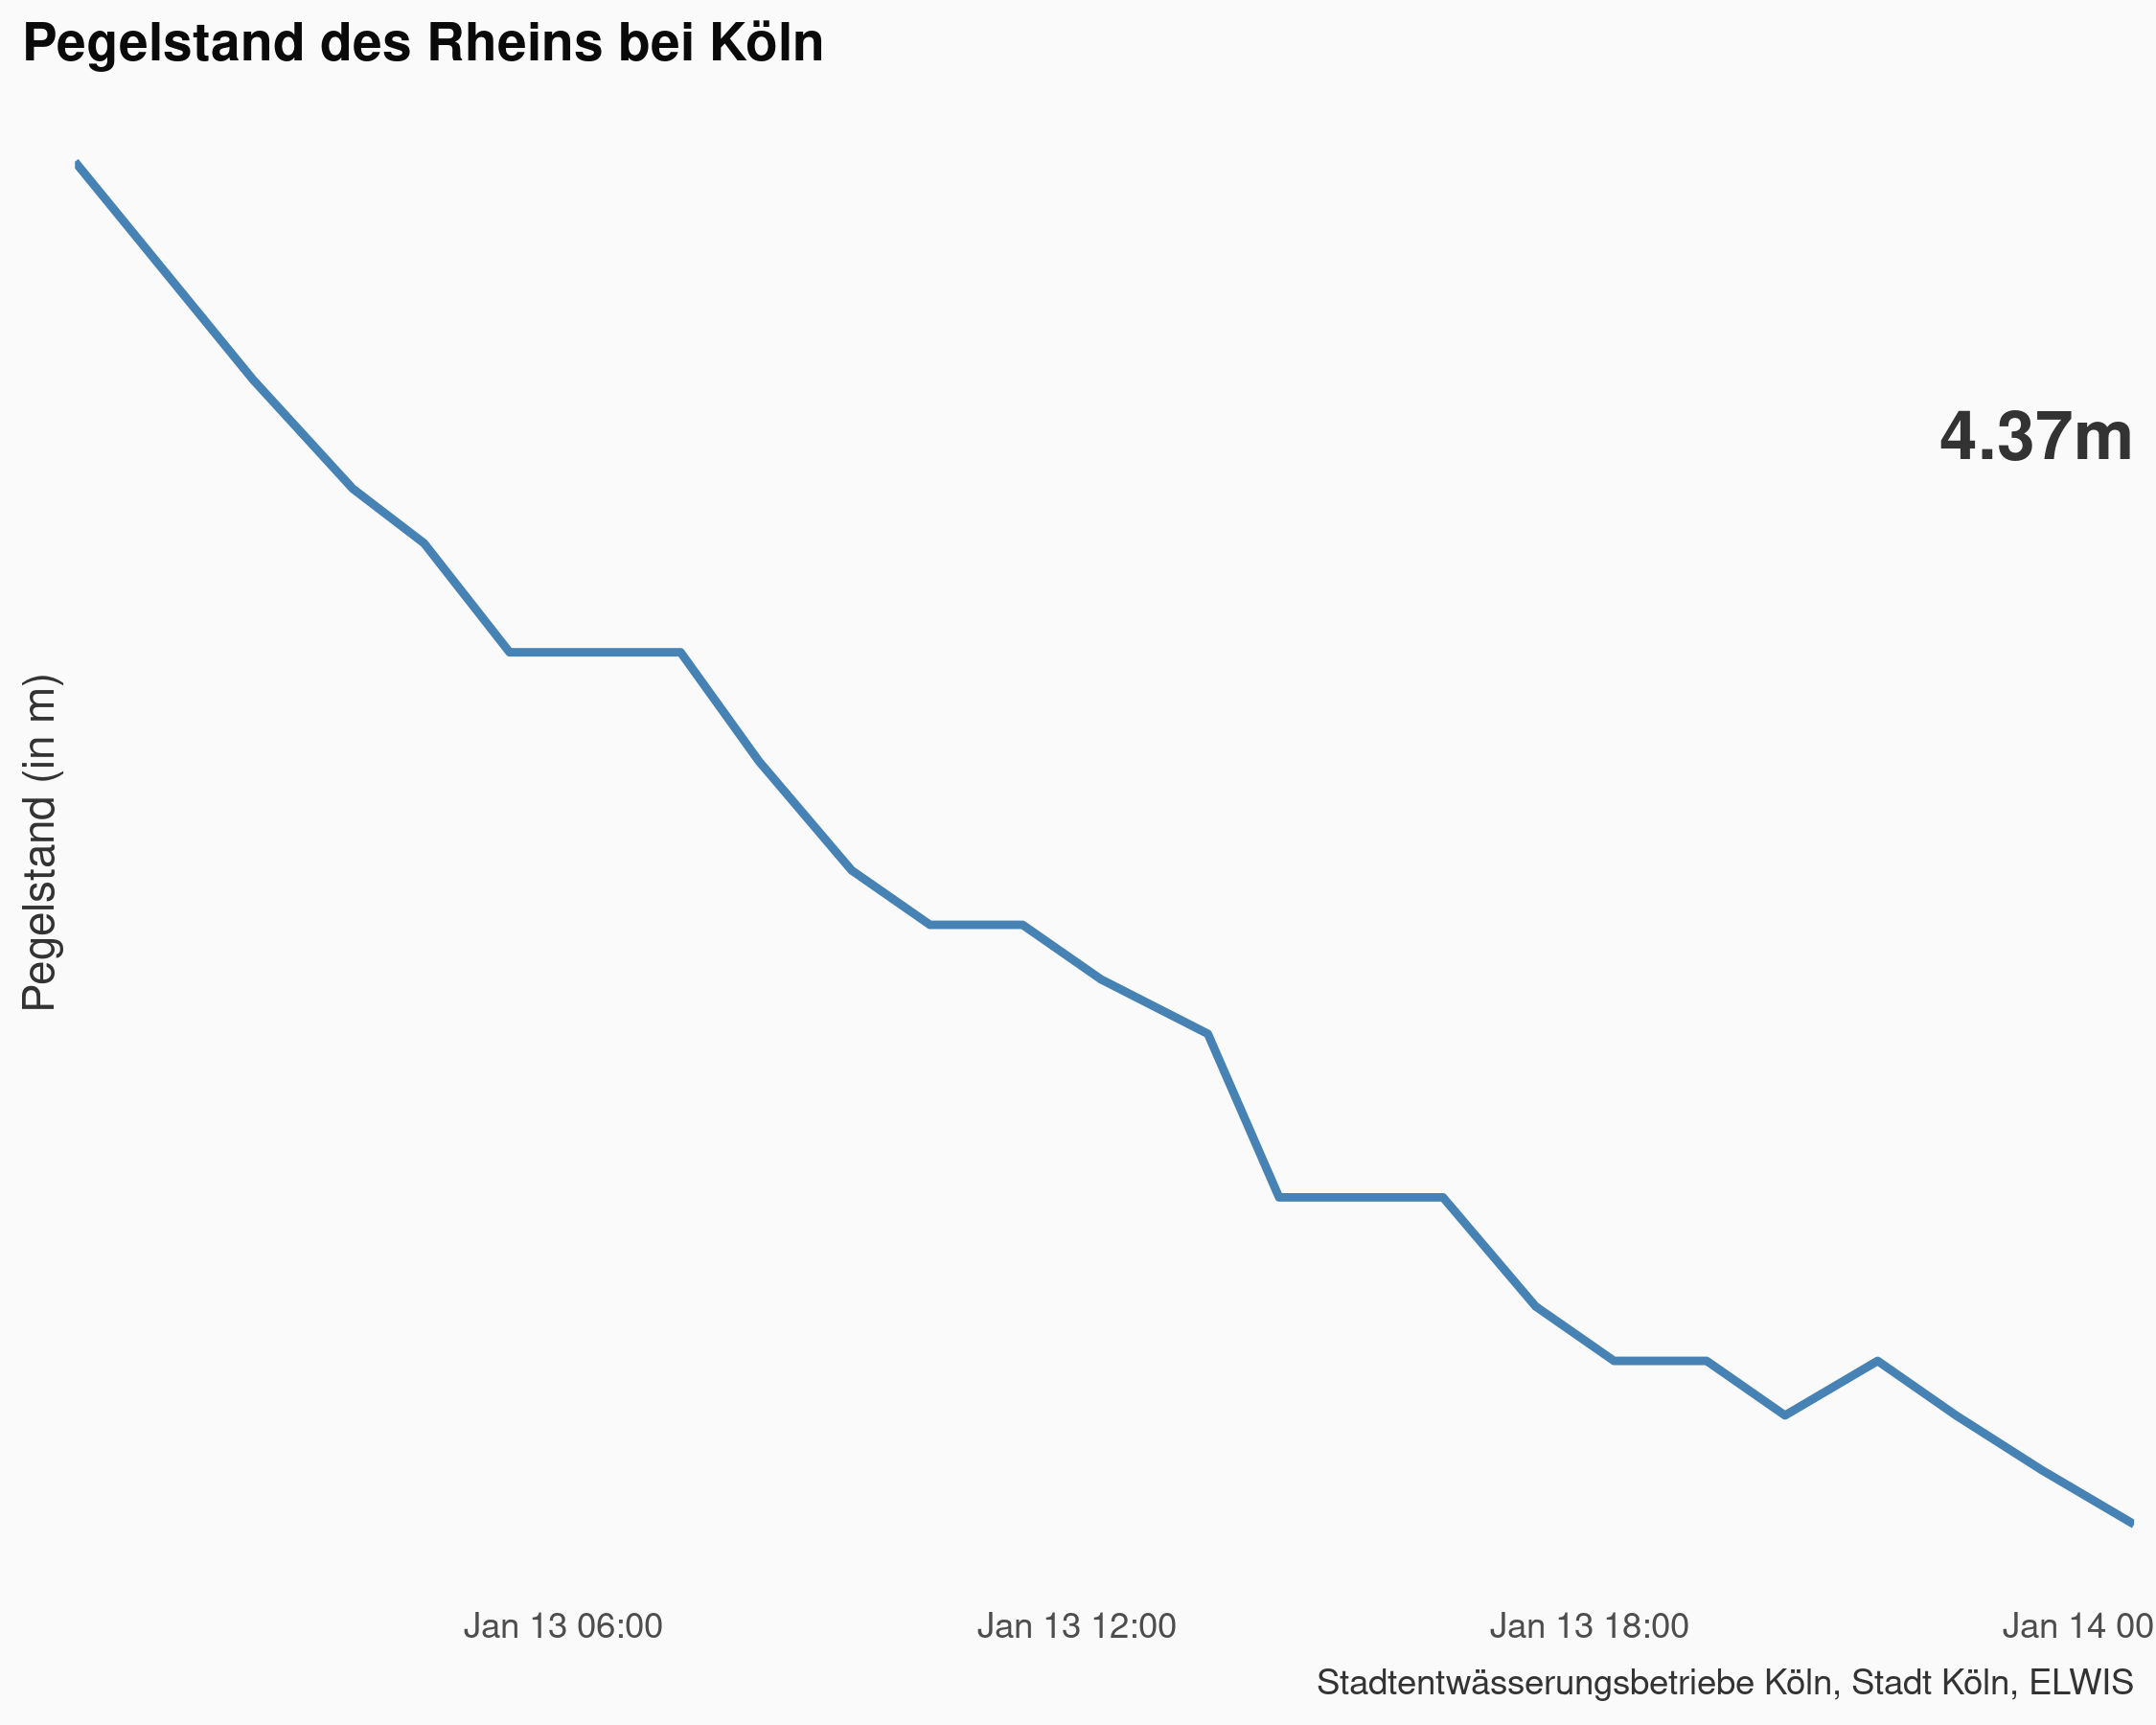 Pegelstand des Rheins bei Köln
4.37m
Pegelstand (in m)
Jan 13 06:00 Jan 13 12:00 Jan 13 18:00 Jan 14 00
Stadtentwässerungsbetriebe Köln, Stadt Köln, ELWIS